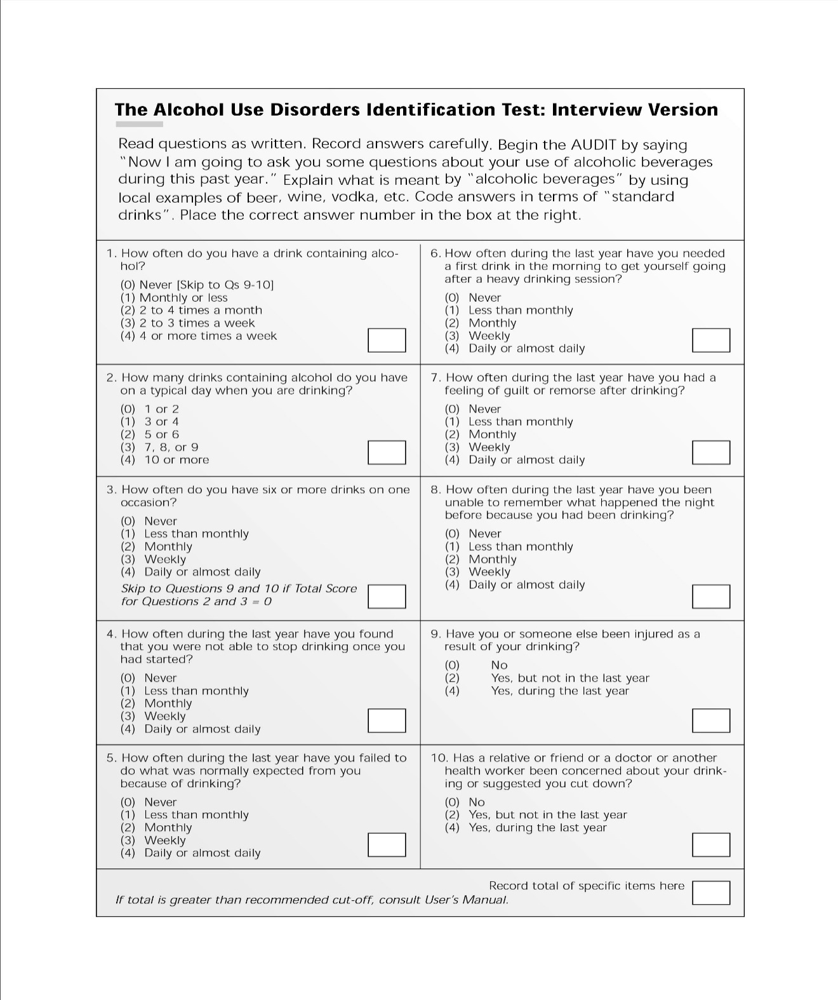 The Alcohol Use Disorders Identification Test: Interview Version
Read questions as written. Record answers carefully. Begin the AUDIT by saying
“Now I am going to ask you some questions about your use of alcoholic beverages
during this past year.” Explain what is meant by “alcoholic beverages” by using
local examples of beer, wine, vodka, etc. Code answers in terms of “standard
drinks”. Place the correct answer number in the box at the right.
1. How often do you have a drink containing alco-
hol?
(0) Never [Skip to Qs 9-10]
(1) Monthly or less
(2) 2 to 4 times a month
(3) 2 to 3 times a week
(4) 4 or more times a week
2. How many drinks containing alcohol do you have
on a typical day when you are drinking?
(0) 1 or 2
(1) 3 or 4
(2) 5 or 6
(3) 7, 8, or 9
(4) 10 or more
3. How often do you have six or more drinks on one
occasion?
(0) Never
(1) Less than monthly
(2) Monthly
(3) Weekly
(4) Daily or almost daily
Skip to Questions 9 and 10 if Total Score
for Questions 2 and 3 = 0
4. How often during the last year have you found
that you were not able to stop drinking once you
had started?
(0) Never
(1) Less than monthly
(2) Monthly
(3) Weekly
(4) Daily or almost daily
5. How often during the last year have you failed to
do what was normally expected from you
because of drinking?
(0) Never
(1) Less than monthly
(2) Monthly
(3) Weekly
(4) Daily or almost daily
6. How often during the last year have you needed
a first drink in the morning to get yourself going
after a heavy drinking session?
(0) Never
(1) Less than monthly
(2) Monthly
(3) Weekly
(4) Daily or almost daily
7. How often during the last year have you had a
feeling of guilt or remorse after drinking?
(0) Never
(1) Less than monthly
(2) Monthly
(3) Weekly
(4) Daily or almost daily
8. How often during the last year have you been
unable to remember what happened the night
before because you had been drinking?
(0) Never
(1) Less than monthly
(2) Monthly
(3) Weekly
(4) Daily or almost daily
9. Have you or someone else been injured as a
result of your drinking?
(0) No
(2) Yes, but not in the last year
(4) Yes, during the last year
10. Has a relative or friend or a doctor or another
health worker been concerned about your drink-
ing or suggested you cut down?
(0) No
(2) Yes, but not in the last year
(4) Yes, during the last year
Record total of specific items here
If total is greater than recommended cut-off, consult User’s Manual.